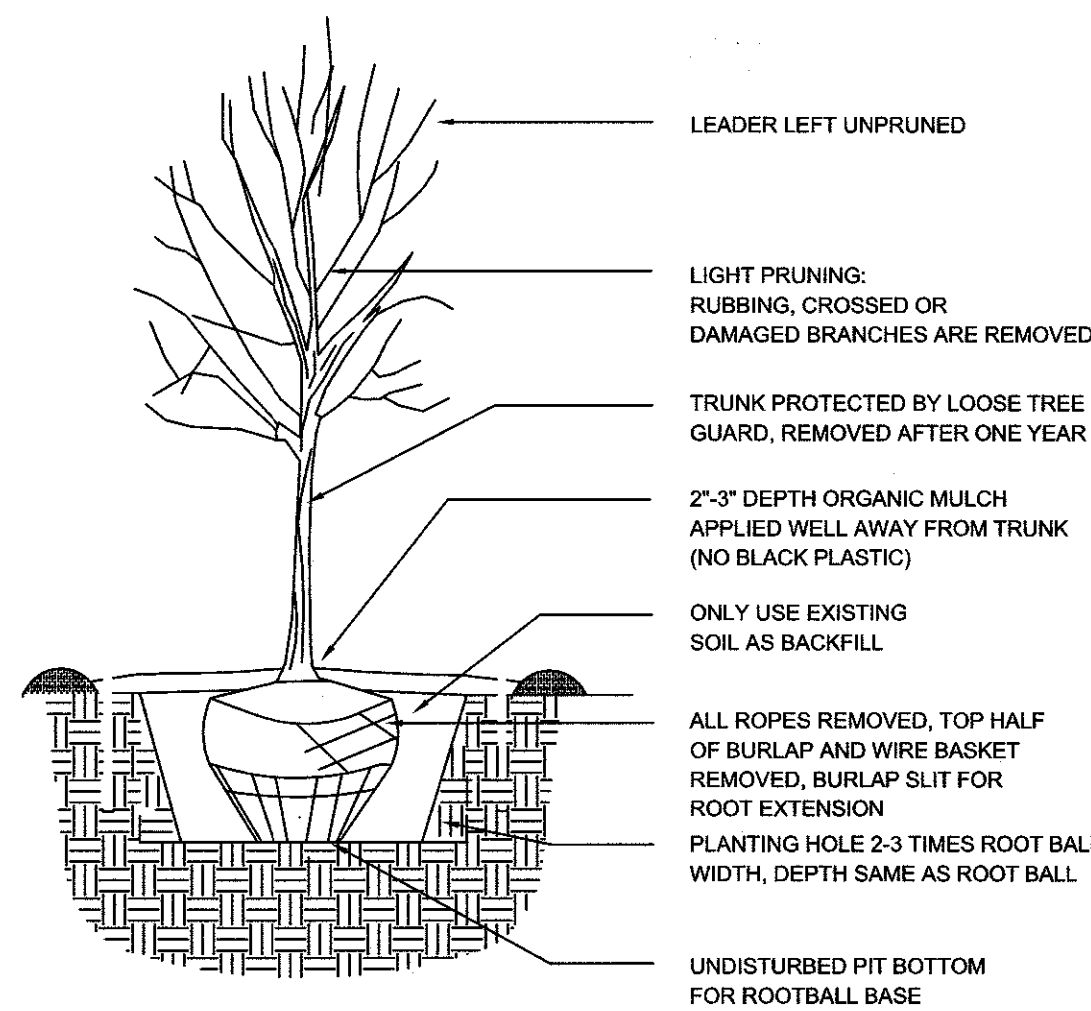 LEADER LEFT UNPRUNED
LIGHT PRUNING:
RUBBING, CROSSED OR
DAMAGED BRANCHES ARE REMOVED
TRUNK PROTECTED BY LOOSE TREE
GUARD, REMOVED AFTER ONE YEAR
2"-3" DEPTH ORGANIC MULCH
APPLIED WELL AWAY FROM TRUNK
(NO BLACK PLASTIC)
ONLY USE EXISTING
SOIL AS BACKFILL
ALL ROPES REMOVED, TOP HALF
OF BURLAP AND WIRE BASKET
REMOVED, BURLAP SLIT FOR
ROOT EXTENSION
PLANTING HOLE 2-3 TIMES ROOT BALL
WIDTH, DEPTH SAME AS ROOT BALL
UNDISTURBED PIT BOTTOM
FOR ROOTBALL BASE